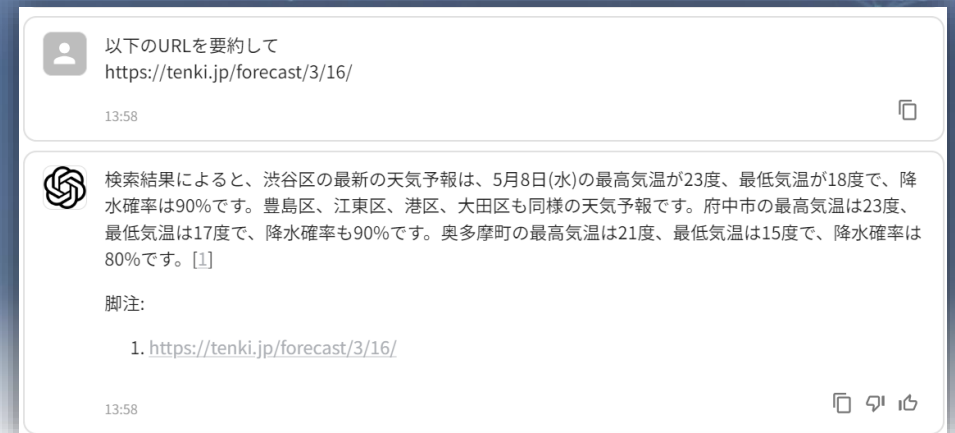 以下のURLを要約して
https://tenki.jp/forecast/3/16/
13:58
検索結果によると、渋谷区の最新の天気予報は、5月8日(水)の最高気温が23度、最低気温が18度で、降
水確率は90%です。豊島区、江東区、港区、大田区も同様の天気予報です。府中市の最高気温は23度、
最低気温は17度で、降水確率も90%です。奥多摩町の最高気温は21度、最低気温は15度で、降水確率は
80%です。[1]
脚注:
1. https://tenki.jp/forecast/3/16/
13:58